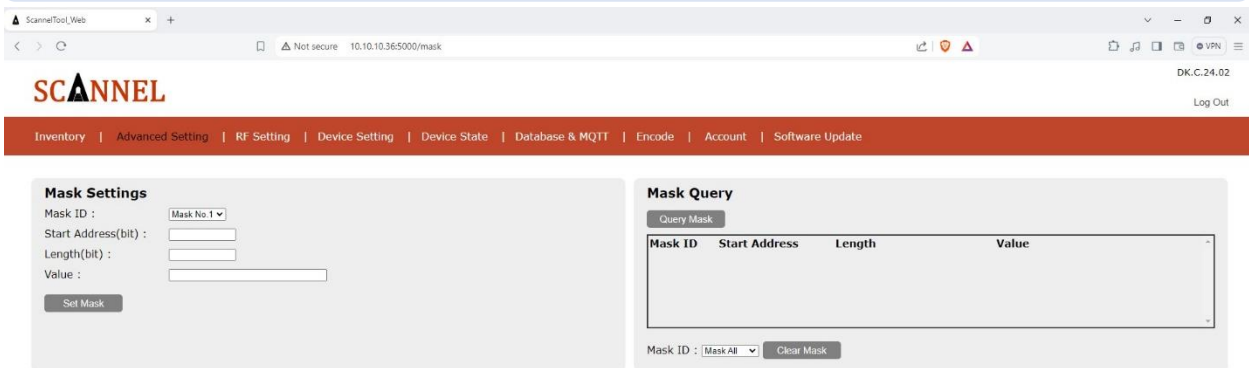 ScannelTool_Web
Not secure 10.10.10.36:5000/mask
VPN
DK.C.24.02
SCANNEL
Log Out
Inventory | Advanced Setting | RF Setting | Device Setting | Device State | Database & MQTT | Encode | Account | Software Update
Mask Settings
Mask ID : Mask No.1
Start Address(bit) :
Length(bit) :
Value :
Set Mask
Mask Query
Query Mask
Mask ID Start Address Length Value
Mask ID : Mask All Clear Mask